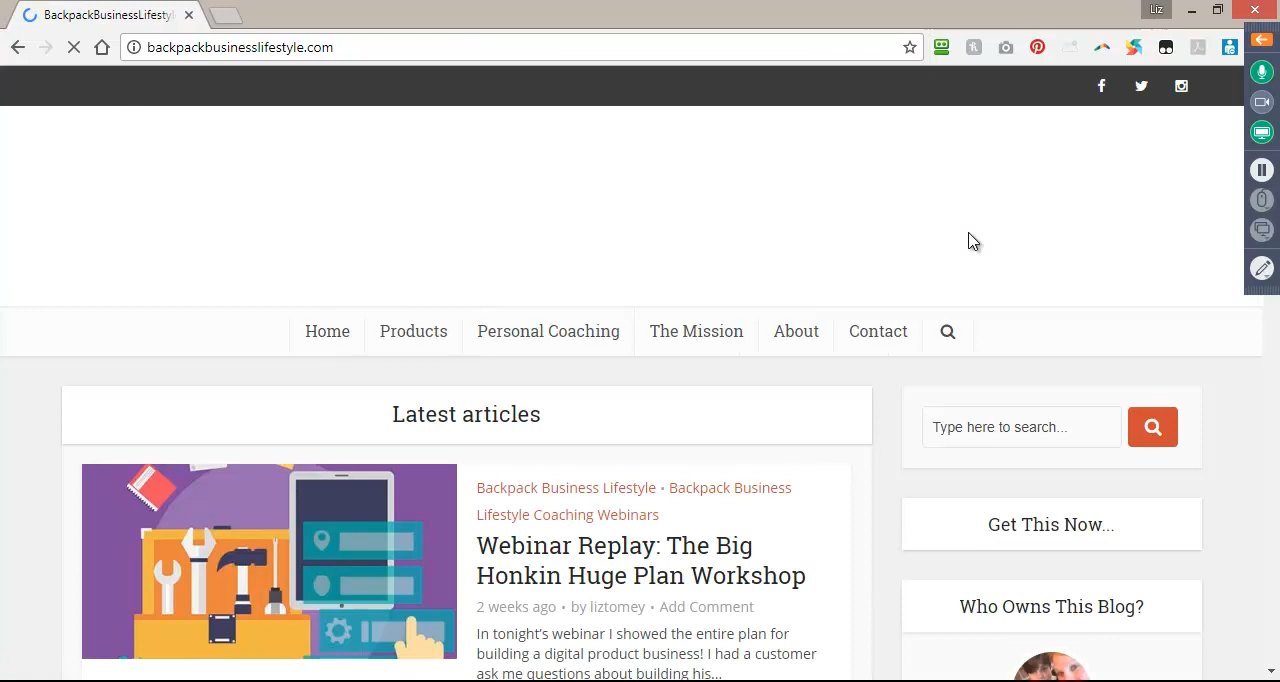 BackpackBusinessLifesty
Liz
backpackbusinesslifestyle.com
Home
Products
Personal Coaching
The Mission
About
Contact
Latest articles
Type here to search...
Backpack Business Lifestyle • Backpack Business
Lifestyle Coaching Webinars
Get This Now...
Webinar Replay: The Big
Honkin Huge Plan Workshop
2 weeks ago • by liztomey • Add Comment
Who Owns This Blog?
In tonight's webinar I showed the entire plan for
building a digital product business! I had a customer
ask me questions about building his...